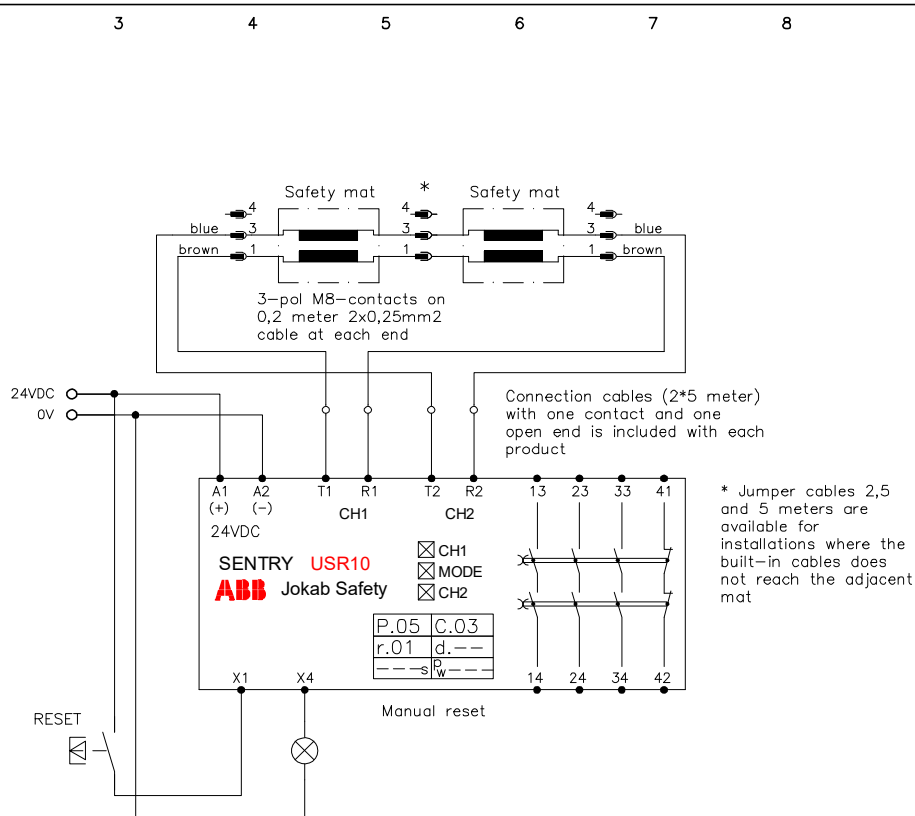 3 4 5 6 7 8
Safety mat * Safety mat
4 4 4
blue 3 3 3 blue
brown 1 1 1 brown
3-pol M8-contacts on
0,2 meter 2x0,25mm2
cable at each end
24VDC
0V
Connection cables (2*5 meter)
with one contact and one
open end is included with each
product
A1 A2 T1 R1 T2 R2 13 23 33 41
(+) (-) CH1 CH2
24VDC
* Jumper cables 2,5
and 5 meters are
available for
installations where the
built-in cables does
not reach the adjacent
mat
SENTRY USR10
ABB Jokab Safety
CH1
MODE
CH2
P.05 C.03
r.01 d.--
---s Pw---
X1 X4 14 24 34 42
Manual reset
RESET